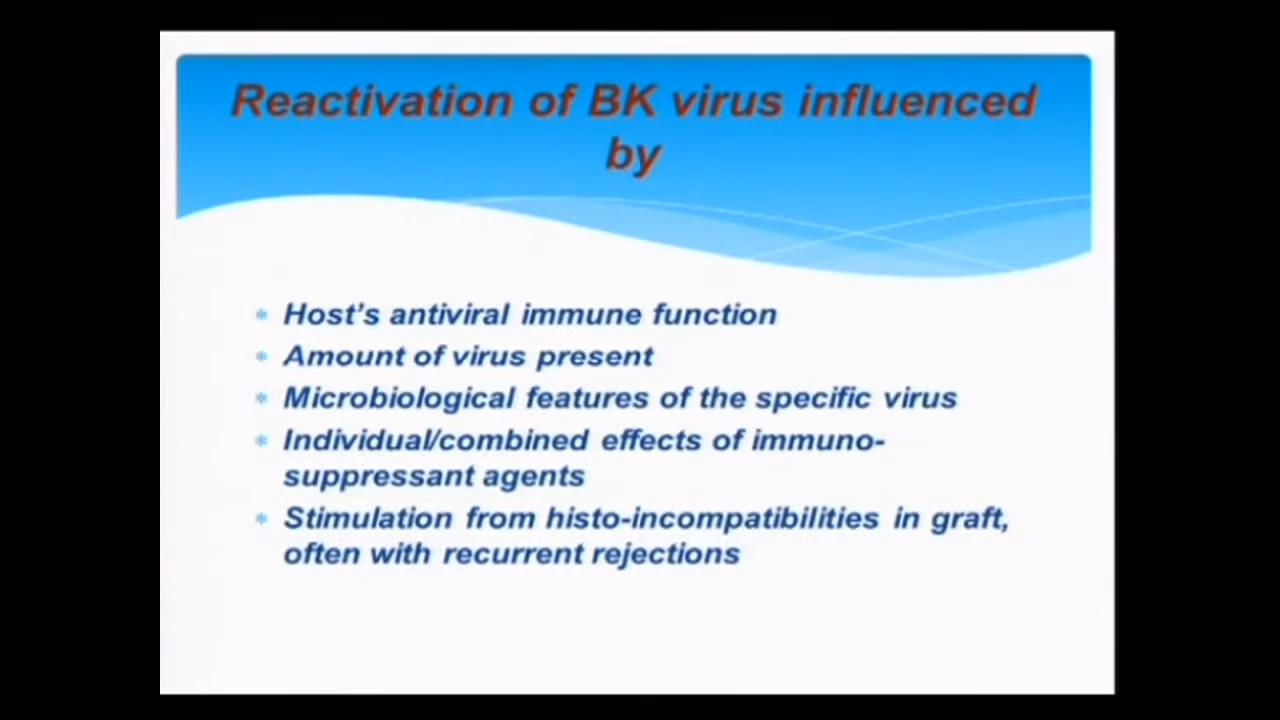 Reactivation of BK virus influenced
by
* Host's antiviral immune function
* Amount of virus present
* Microbiological features of the specific virus
* Individual/combined effects of immuno-
suppressant agents
* Stimulation from histo-incompatibilities in graft,
often with recurrent rejections